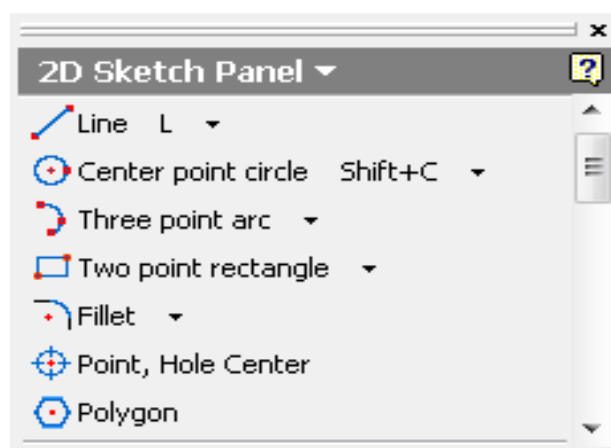 2D Sketch Panel
Line L
Center point circle Shift+C
Three point arc
Two point rectangle
Fillet
Point, Hole Center
Polygon